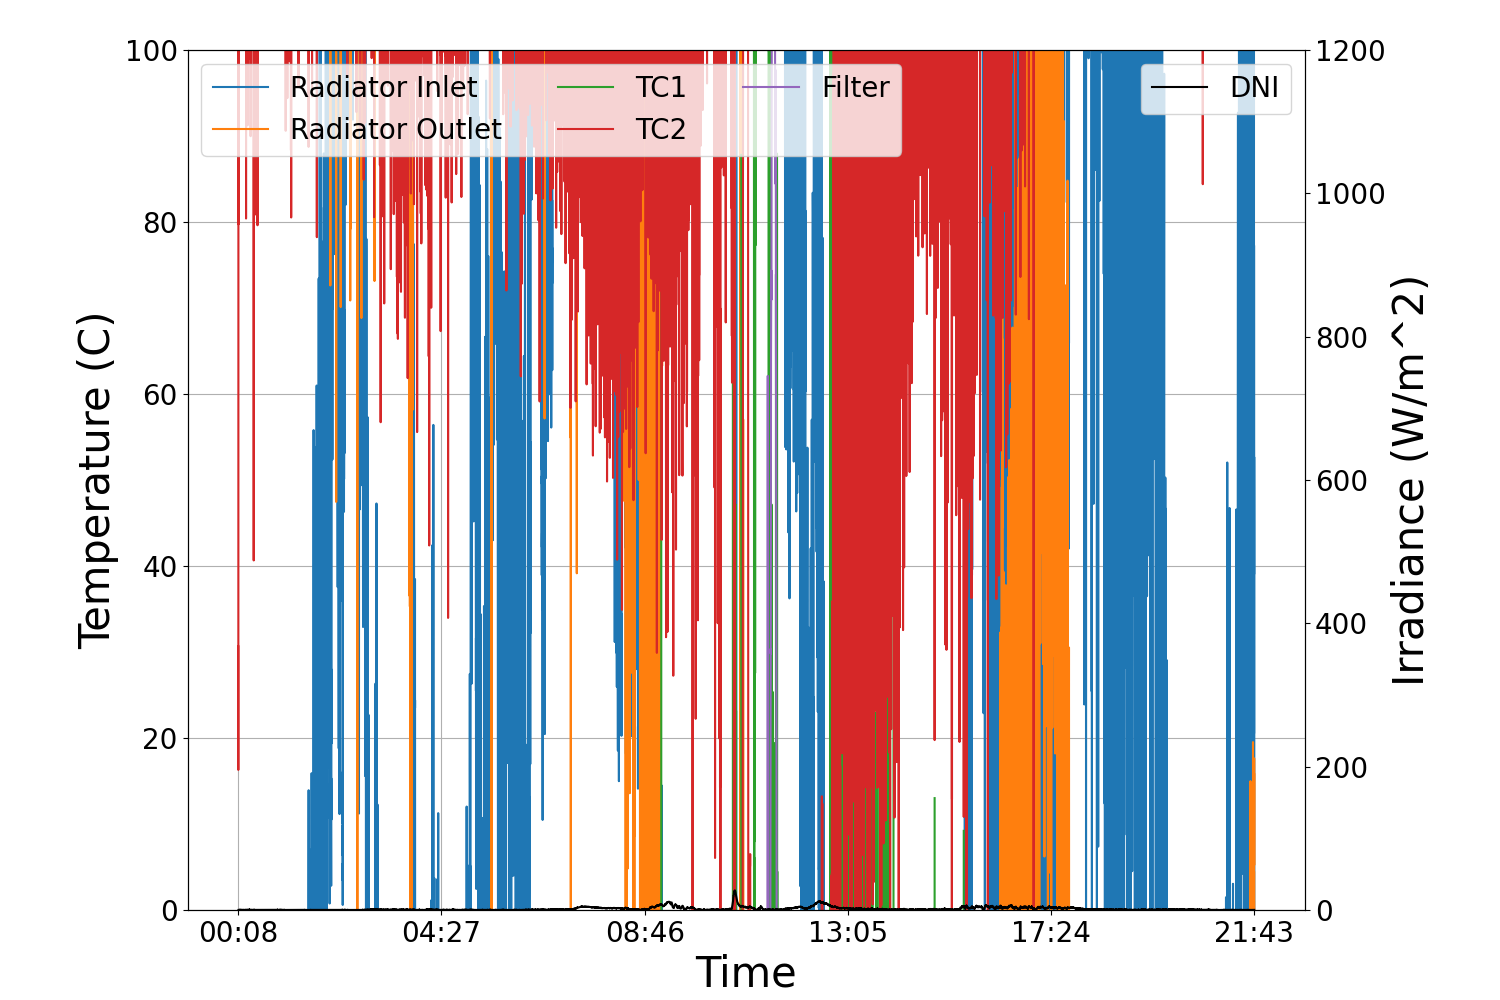 Temperature (C)
100
80
60
40
20
0
Radiator Inlet
Radiator Outlet
TC1
TC2
Filter
DNI
1200
1000
800
600
400
200
0
Irradiance (W/m^2)
00:08 04:27 08:46 13:05 17:24 21:43
Time